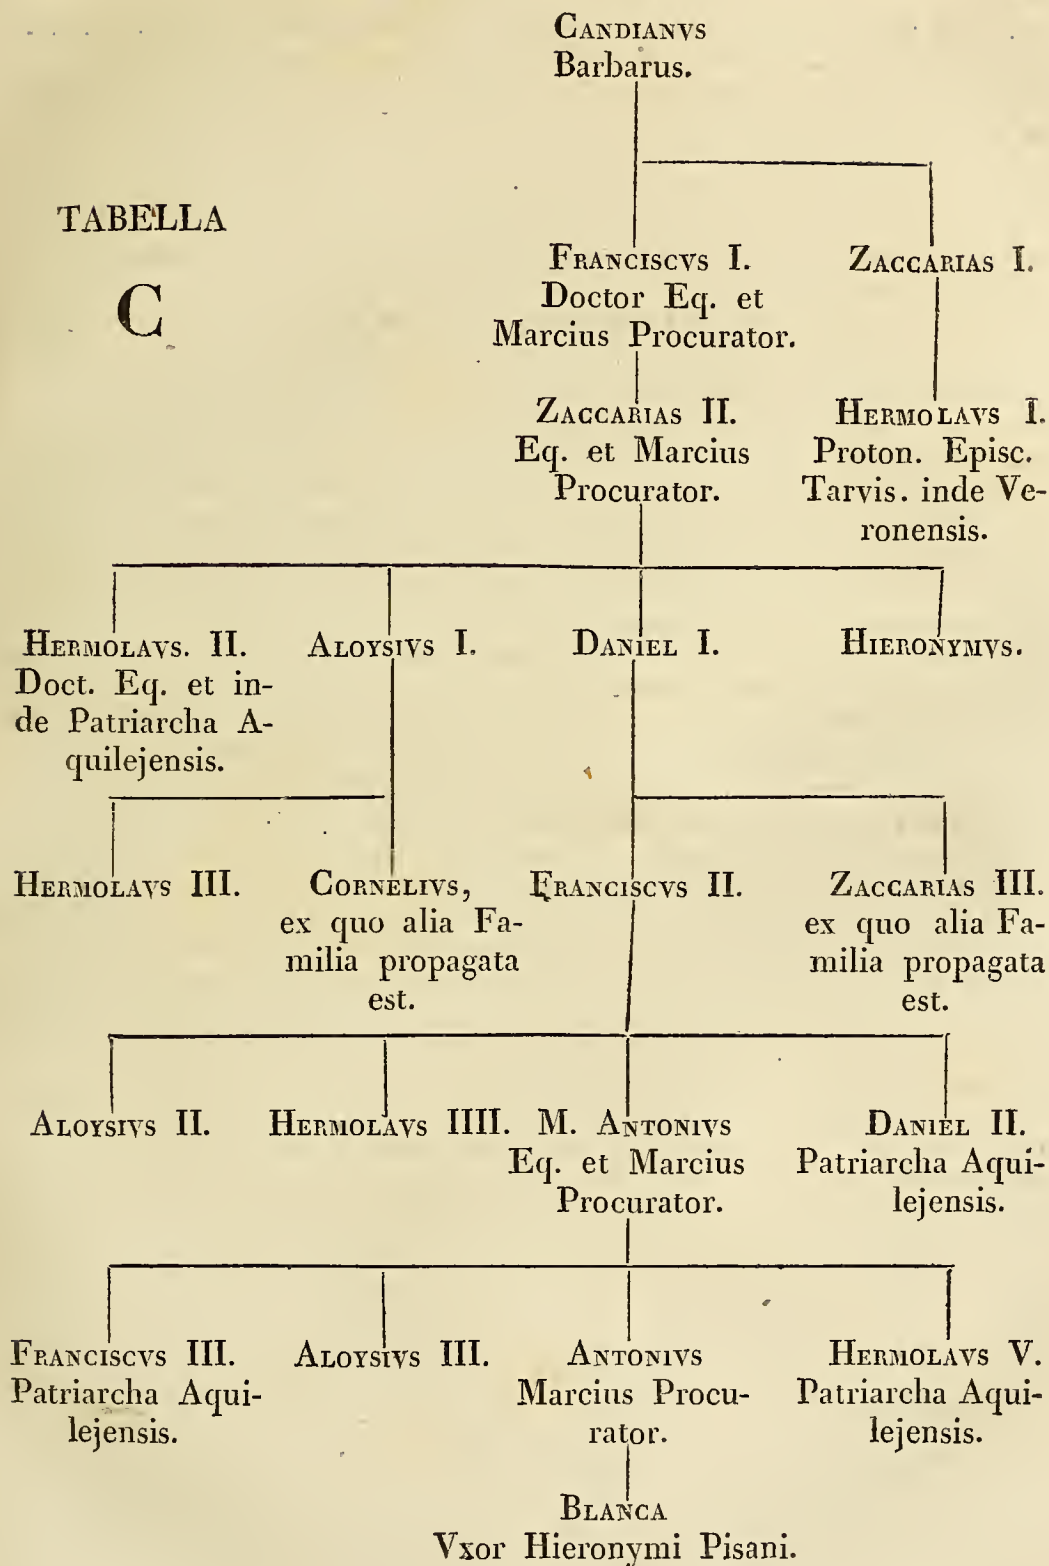 CANDIANVS
Barbarus.
TABELLA
C
FRANCISCVS I.
Doctor Eq. et
Marcius Procurator.
ZACCARIAS I.
ZACCARIAS II.
Eq. et Marcius
Procurator.
HERMOLAVS I.
Proton. Episc.
Tarvis. inde Ve-
ronensis.
HERMOLAVS. II.
Doct. Eq. et in-
de Patriarcha A-
quilejensis.
ALOYSIVS I.
DANIEL I.
HIERONYMVS.
HERMOLAVS III.
CORNELIVS,
ex quo alia Fa-
milia propagata
est.
FRANCISCVS II.
ZACCARIAS III.
ex quo alia Fa-
milia propagata
est.
ALOYSIVS II.
HERMOLAVS IIII.
M. ANTONIVS
Eq. et Marcius
Procurator.
DANIEL II.
Patriarcha Aqui-
lejensis.
FRANCISCVS III.
Patriarcha Aqui-
lejensis.
ALOYSIVS III.
ANTONIVS
Marcius Procu-
rator.
HERMOLAVS V.
Patriarcha Aqui-
lejensis.
BLANCA
Vxor Hieronymi Pisani.